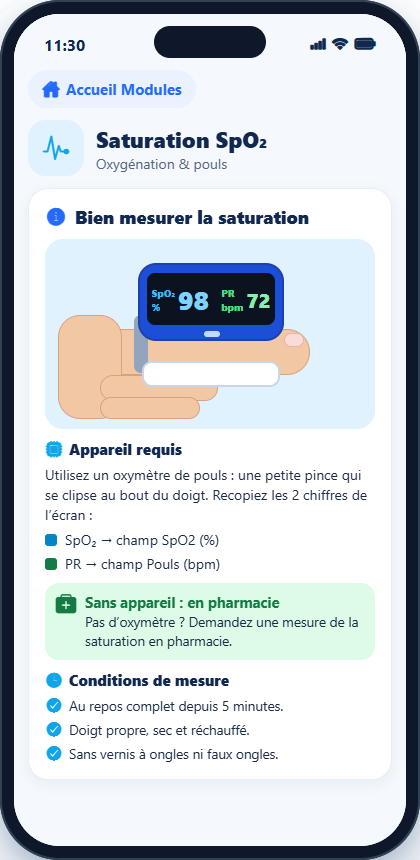 11:30
Accueil Modules
Saturation SpO₂
Oxygénation & pouls
Bien mesurer la saturation
SpO₂ % 98 PR bpm 72
Appareil requis
Utilisez un oxymètre de pouls : une petite pince qui
se clipse au bout du doigt. Recopiez les 2 chiffres de
l’écran :
SpO₂ → champ SpO2 (%)
PR → champ Pouls (bpm)
Sans appareil : en pharmacie
Pas d’oxymètre ? Demandez une mesure de la
saturation en pharmacie.
Conditions de mesure
Au repos complet depuis 5 minutes.
Doigt propre, sec et réchauffé.
Sans vernis à ongles ni faux ongles.